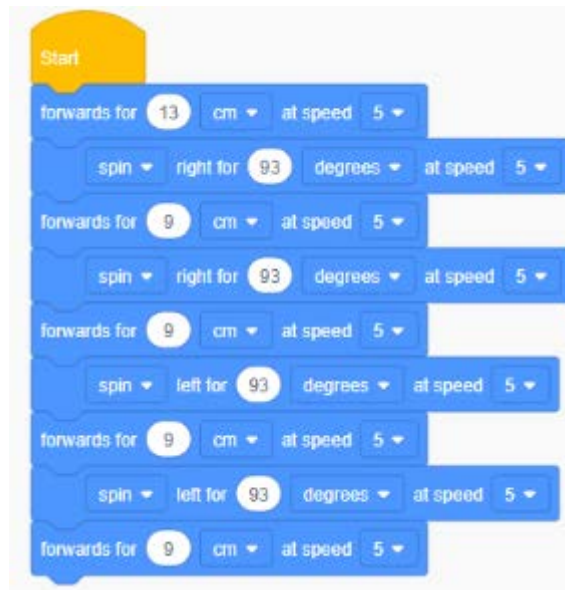 Start
forwards for 13 cm at speed 5
spin right for 93 degrees at speed 5
forwards for 9 cm at speed 5
spin right for 93 degrees at speed 5
forwards for 9 cm at speed 5
spin left for 93 degrees at speed 5
forwards for 9 cm at speed 5
spin left for 93 degrees at speed 5
forwards for 9 cm at speed 5